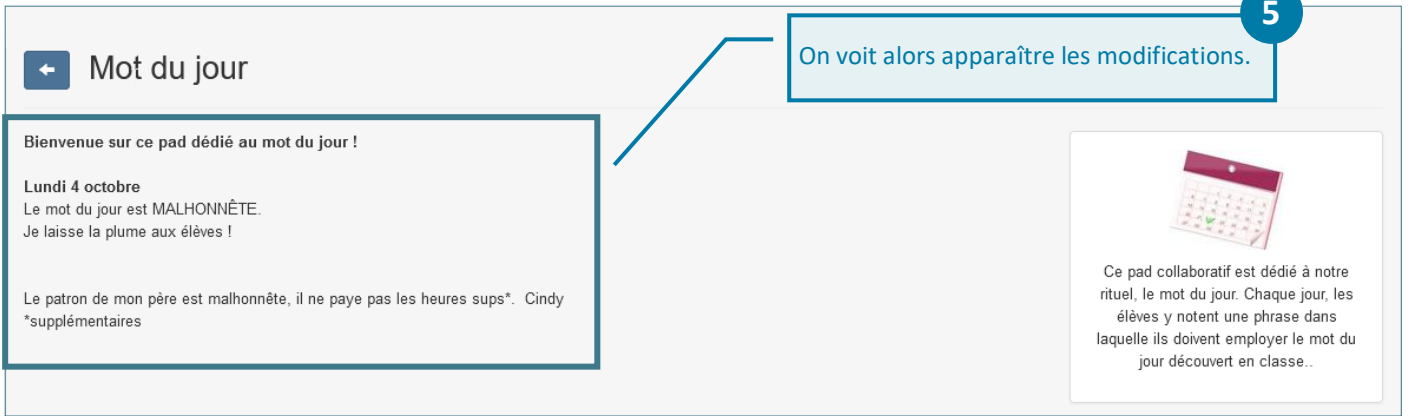 5
On voit alors apparaître les modifications.
Mot du jour
Bienvenue sur ce pad dédié au mot du jour !
Lundi 4 octobre
Le mot du jour est MALHONNÊTE.
Je laisse la plume aux élèves !
Le patron de mon père est malhonnête, il ne paye pas les heures sups*.  Cindy
*supplémentaires
Ce pad collaboratif est dédié à notre
rituel, le mot du jour. Chaque jour, les
élèves y notent une phrase dans
laquelle ils doivent employer le mot du
jour découvert en classe..